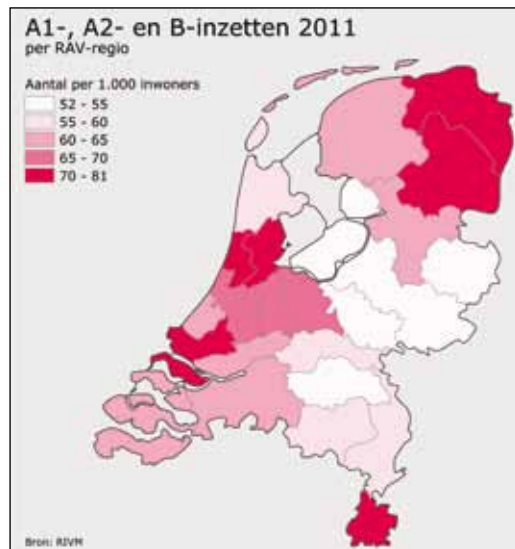 A1-, A2- en B-inzetten 2011
per RAV-regio
Aantal per 1.000 inwoners
52 - 55
55 - 60
60 - 65
65 - 70
70 - 81
Bron: RIVM